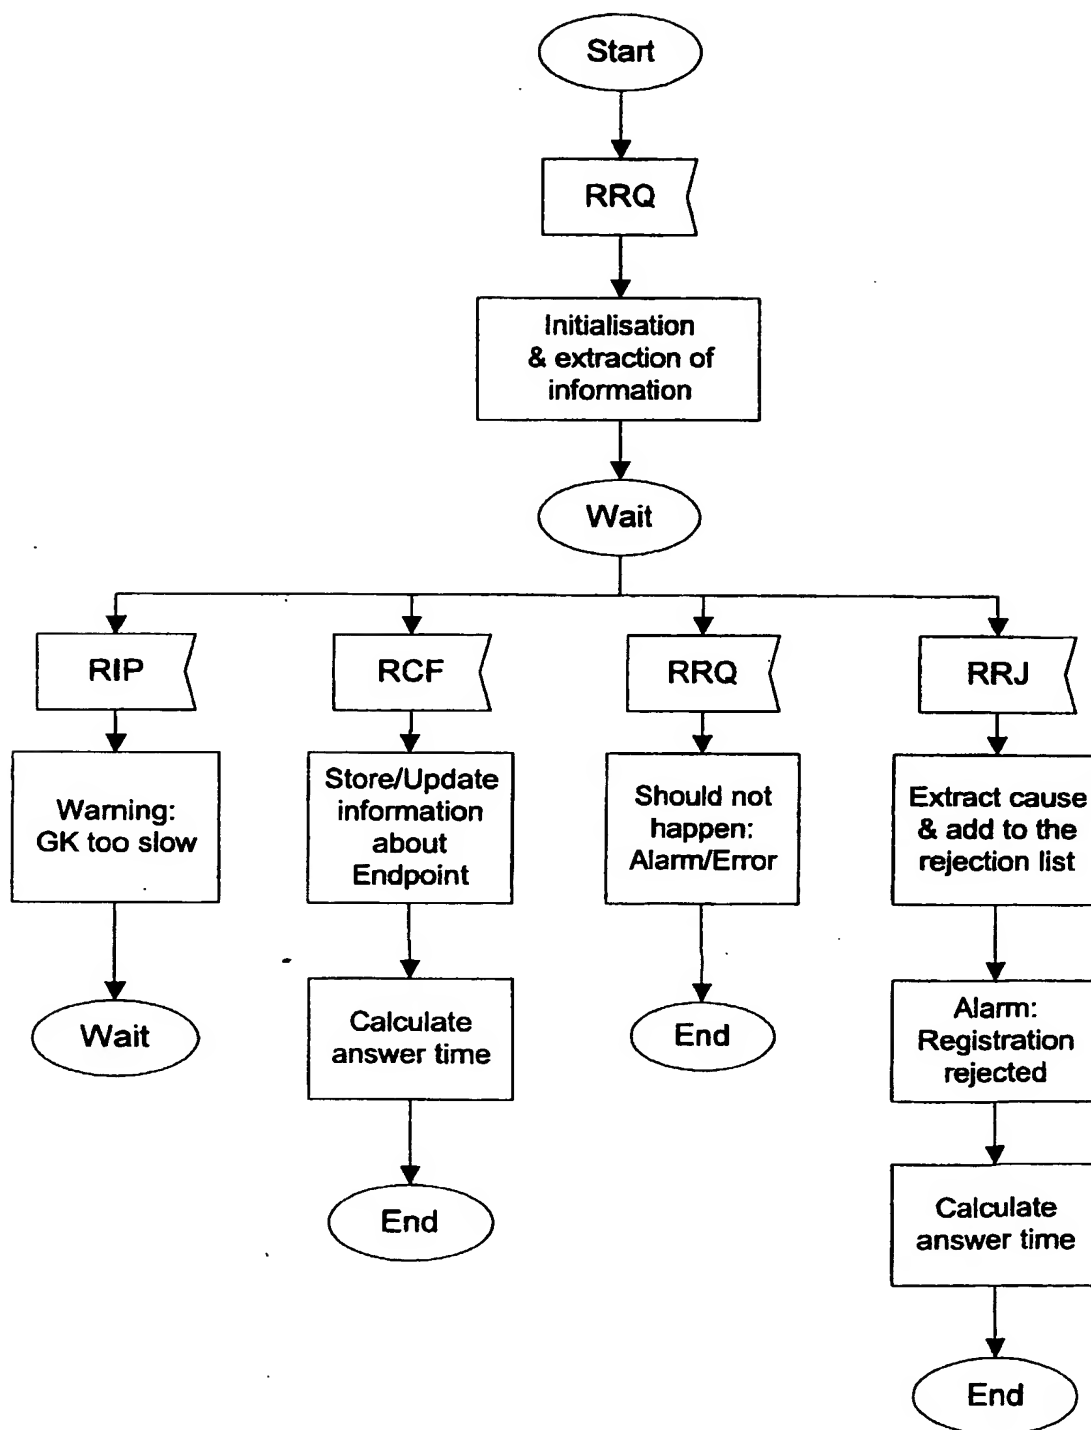 Start
RRQ
Initialisation
& extraction of
information
Wait
RIP
RCF
RRQ
RRJ
Warning:
GK too slow
Store/Update
information
about
Endpoint
Should not
happen:
Alarm/Error
Extract cause
& add to the
rejection list
Wait
Calculate
answer time
End
Alarm:
Registration
rejected
End
Calculate
answer time
End